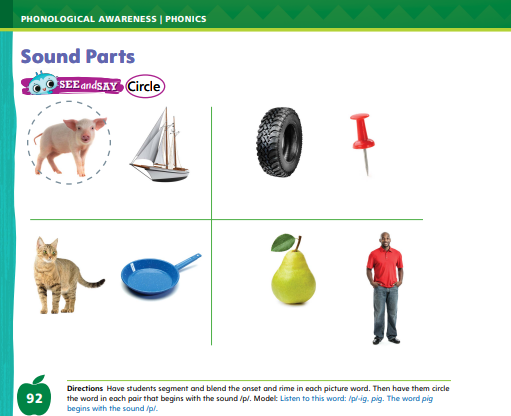 PHONOLOGICAL AWARENESS | PHONICS
Sound Parts
SEE and SAY Circle
92
Directions Have students segment and blend the onset and rime in each picture word. Then have them circle
the word in each pair that begins with the sound /p/. Model: Listen to this word: /p/-ig, pig. The word pig
begins with the sound /p/.